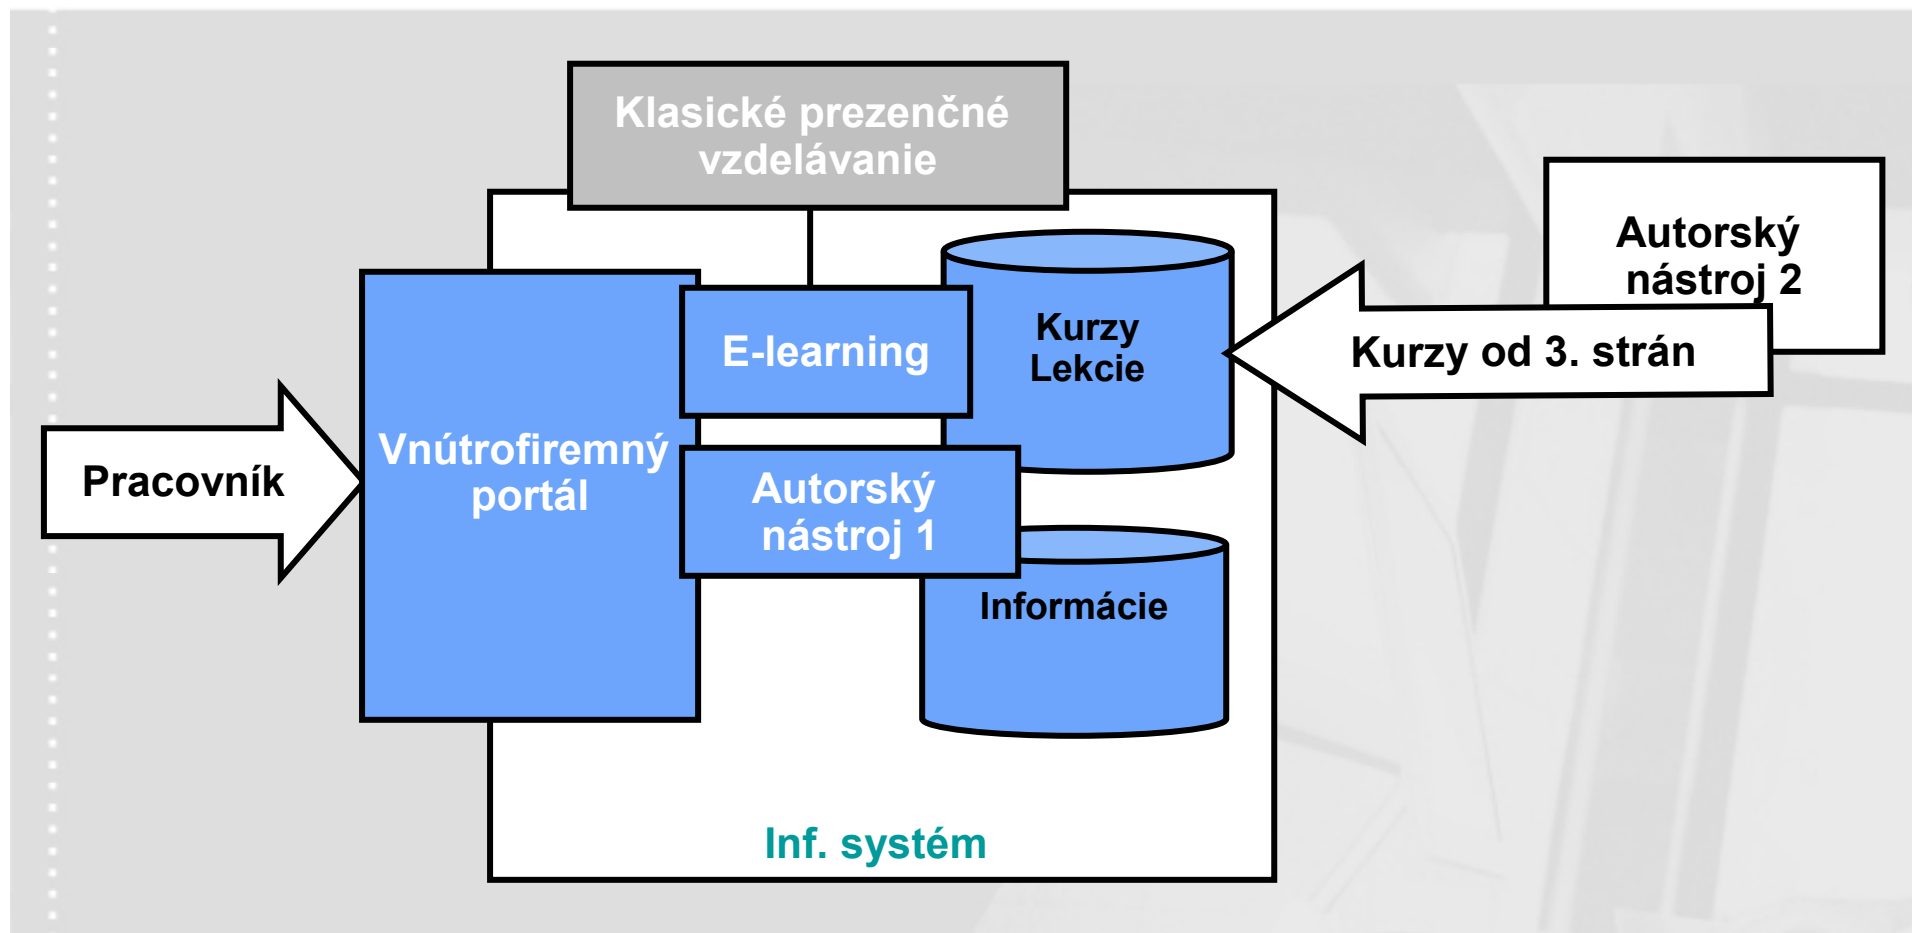 Klasické prezenčné
vzdelávanie
Autorský
nástroj 2
E-learning
Kurzy
Lekcie
Kurzy od 3. strán
Pracovník
Vnútrofiremný
portál
Autorský
nástroj 1
Informácie
Inf. systém